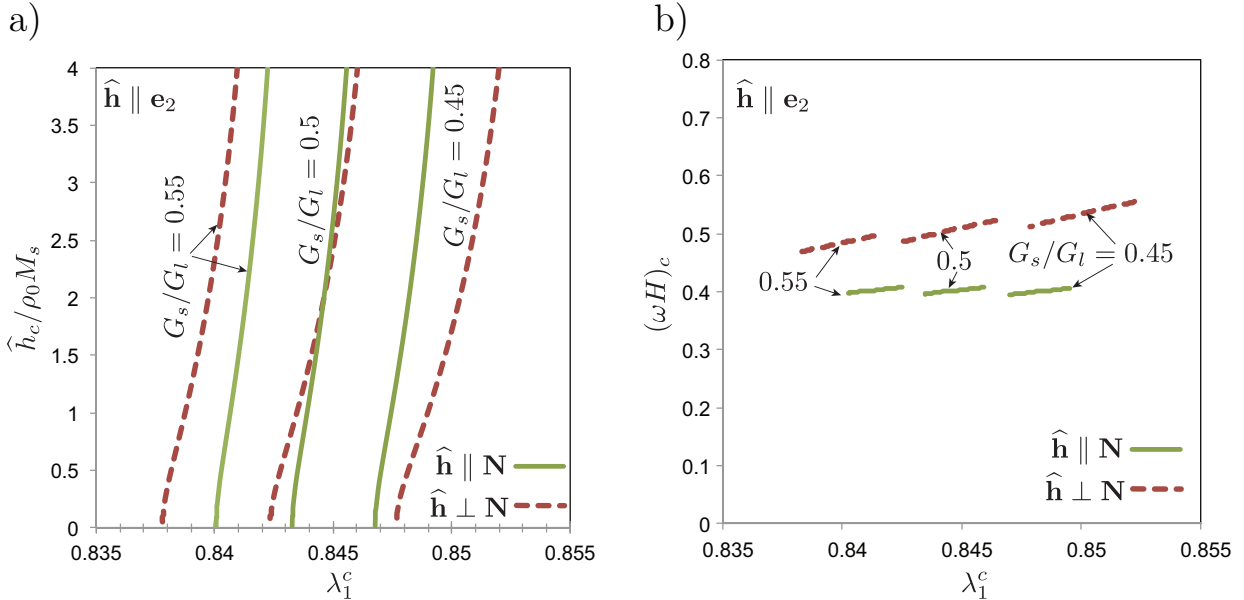 a)
ĥ ∥ e₂
4
3.5
3
2.5
2
1.5
1
0.5
0
ĥ_c/ρ₀M_s
G_s/G_l = 0.55
G_s/G_l = 0.5
G_s/G_l = 0.45
ĥ ∥ N
ĥ ⊥ N
0.835
0.84
0.845
0.85
0.855
λ₁ᶜ
b)
ĥ ∥ e₂
0.8
0.7
0.6
0.5
0.4
0.3
0.2
0.1
0
(ωH)_c
0.55
0.5
G_s/G_l = 0.45
ĥ ∥ N
ĥ ⊥ N
0.835
0.84
0.845
0.85
0.855
λ₁ᶜ